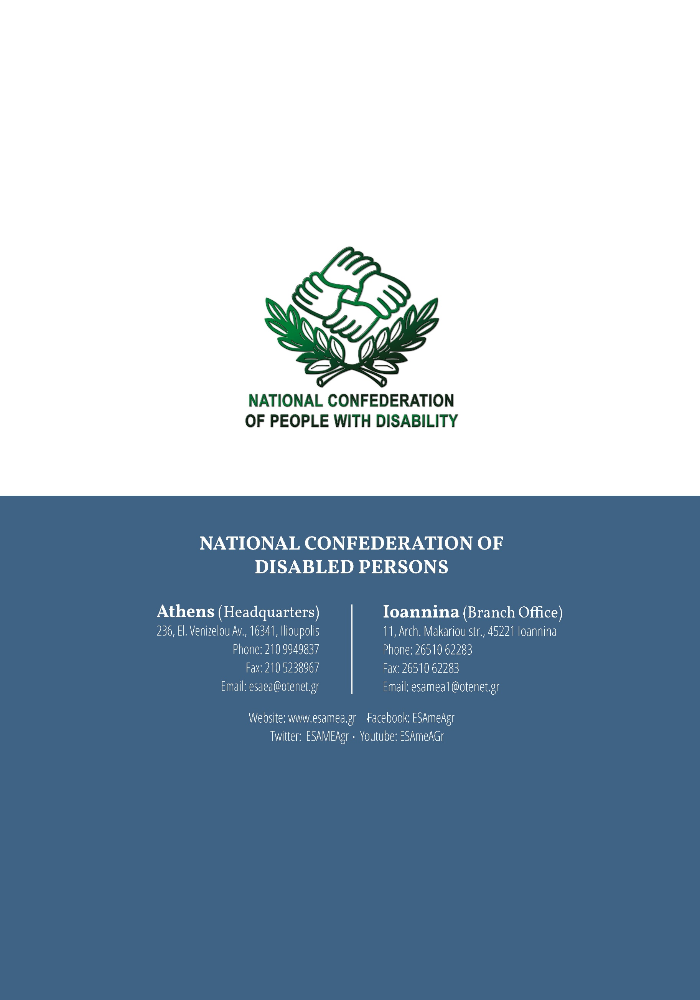 NATIONAL CONFEDERATION
OF PEOPLE WITH DISABILITY
NATIONAL CONFEDERATION OF
DISABLED PERSONS
Athens (Headquarters)
236, El. Venizelou Av., 16341, Ilioupolis
Phone: 210 9949837
Fax: 210 5238967
Email: esaea@otenet.gr
Ioannina (Branch Office)
11, Arch. Makariou str., 45221 Ioannina
Phone: 26510 62283
Fax: 26510 62283
Email: esamea1@otenet.gr
Website: www.esamea.gr · Facebook: ESAmeAgr
Twitter: ESAMEAgr · Youtube: ESAmeAGr